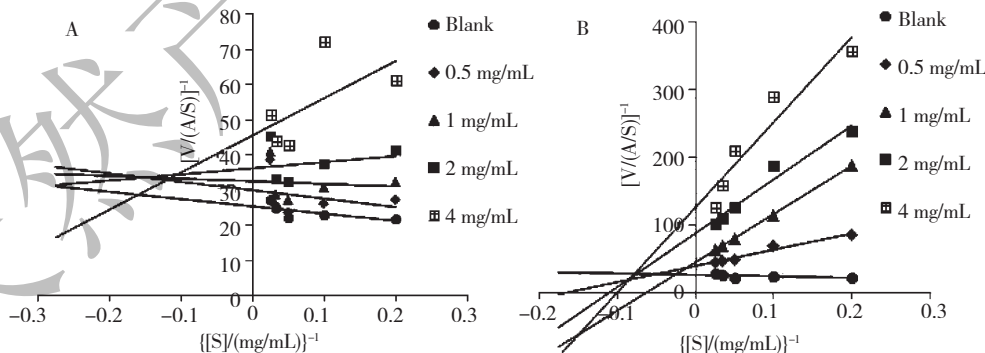 A
[V/(A/S)]⁻¹
80
70
60
50
40
30
20
10
0
−0.3
−0.2
−0.1
0
0.1
0.2
0.3
{[S]/(mg/mL)}⁻¹
Blank
0.5 mg/mL
1 mg/mL
2 mg/mL
4 mg/mL
B
[V/(A/S)]⁻¹
400
300
200
100
0
−0.2
−0.1
0
0.1
0.2
0.3
{[S]/(mg/mL)}⁻¹
Blank
0.5 mg/mL
1 mg/mL
2 mg/mL
4 mg/mL